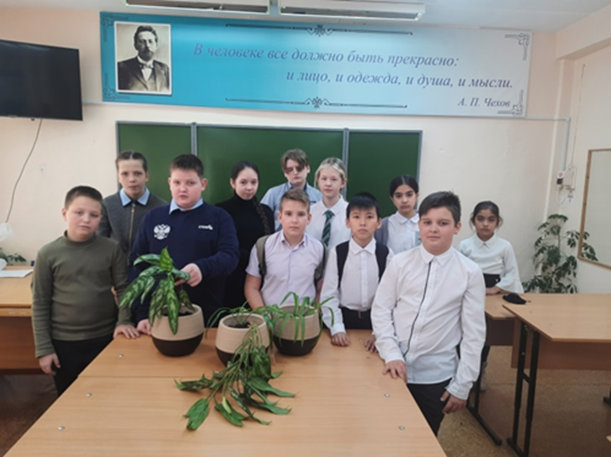 В человеке все должно быть прекрасно:
и лицо, и одежда, и душа, и мысли.
А. П. Чехов